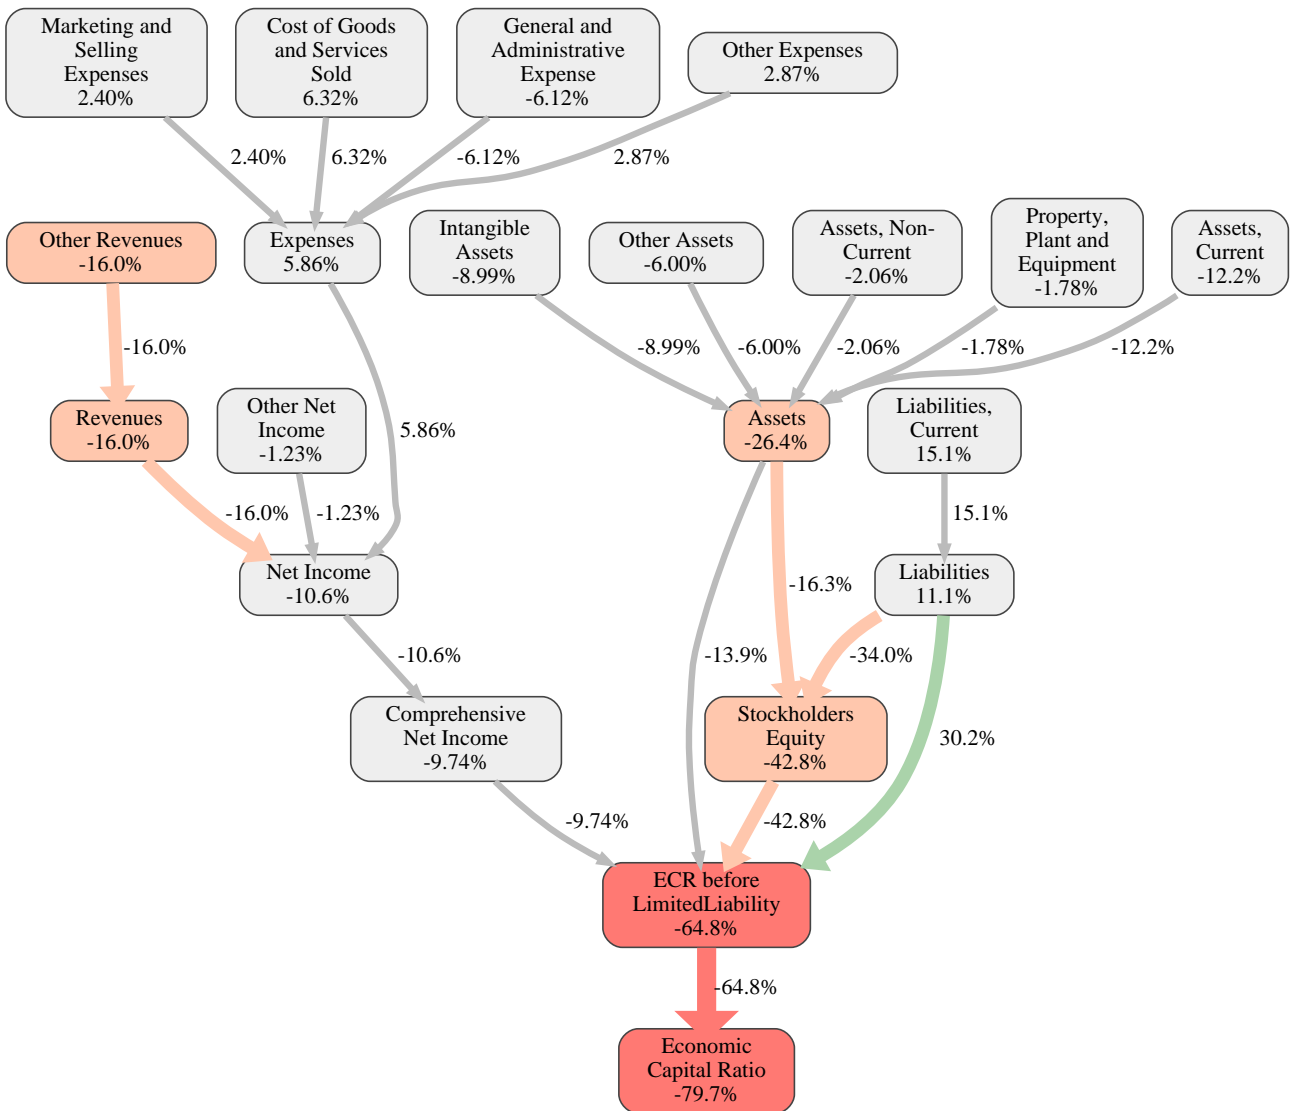 Marketing and
Selling
Expenses
2.40%
Cost of Goods
and Services
Sold
6.32%
General and
Administrative
Expense
-6.12%
Other Expenses
2.87%
2.40%
6.32%
-6.12%
2.87%
Other Revenues
-16.0%
Expenses
5.86%
Intangible
Assets
-8.99%
Other Assets
-6.00%
Assets, Non-
Current
-2.06%
Property,
Plant and
Equipment
-1.78%
Assets,
Current
-12.2%
-16.0%
-8.99%
-6.00%
-2.06%
-1.78%
-12.2%
Revenues
-16.0%
Other Net
Income
-1.23%
5.86%
Assets
-26.4%
Liabilities,
Current
15.1%
-16.0%
-1.23%
15.1%
Net Income
-10.6%
-16.3%
Liabilities
11.1%
-10.6%
-13.9%
-34.0%
Comprehensive
Net Income
-9.74%
Stockholders
Equity
-42.8%
30.2%
-9.74%
-42.8%
ECR before
LimitedLiability
-64.8%
-64.8%
Economic
Capital Ratio
-79.7%